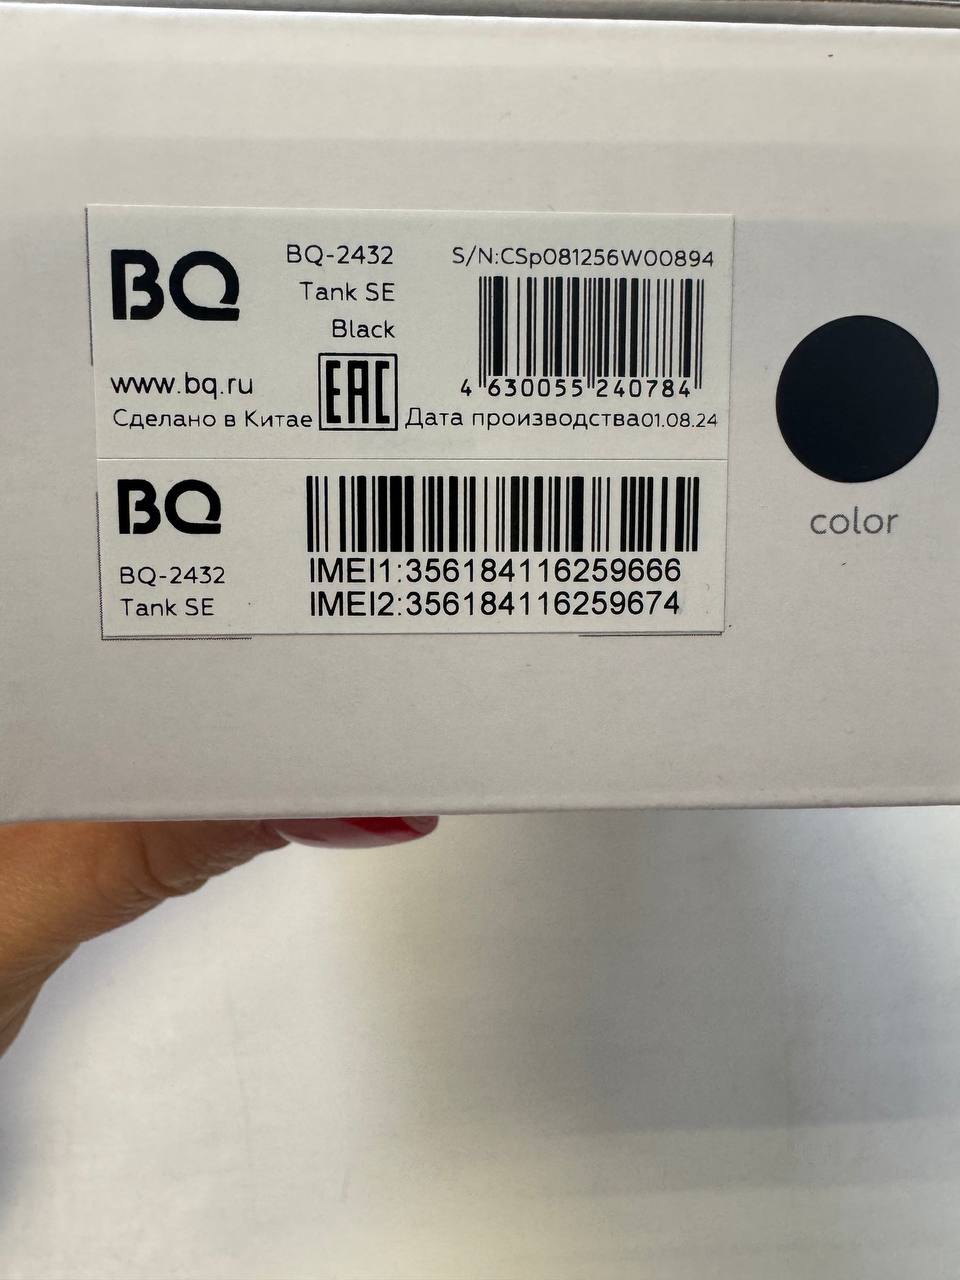 BQ
BQ-2432
Tank SE
Black
S/N:CSp081256W00894
4 630055 240784
www.bq.ru
EAC
Сделано в Китае
Дата производства01.08.24
color
BQ
BQ-2432
Tank SE
IMEI1:356184116259666
IMEI2:356184116259674